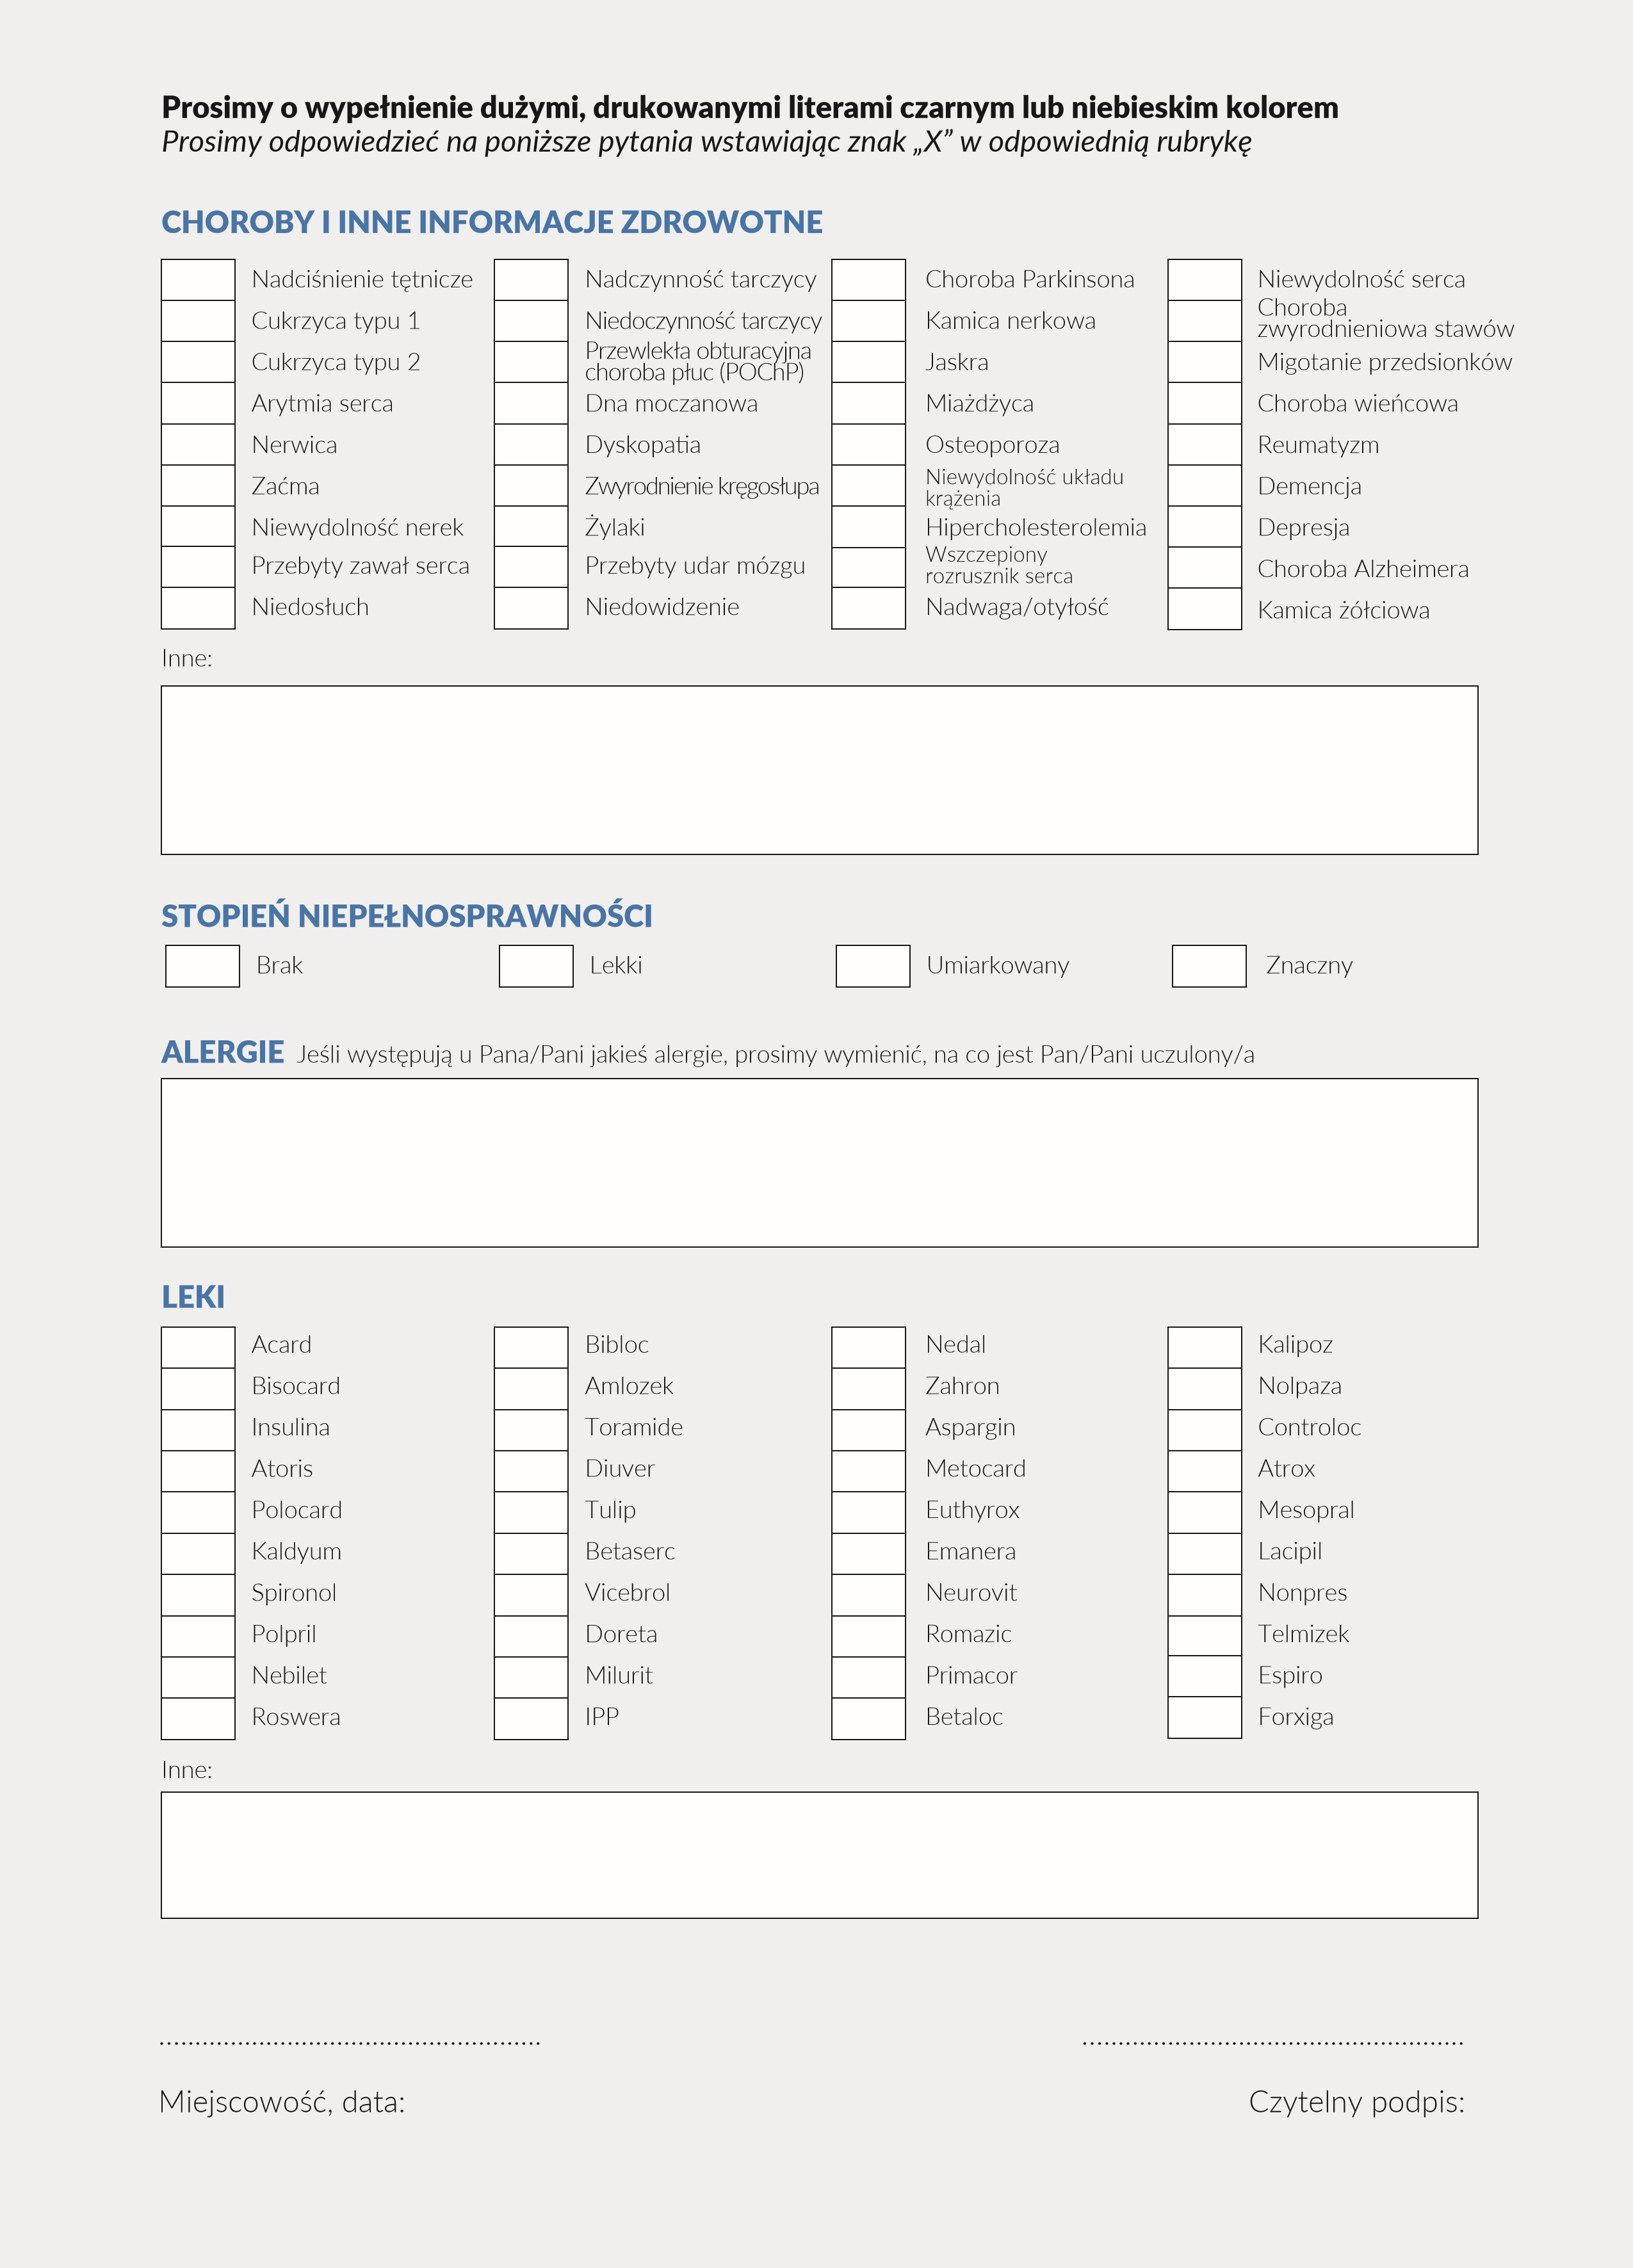 Prosimy o wypełnienie dużymi, drukowanymi literami czarnym lub niebieskim kolorem
Prosimy odpowiedzieć na poniższe pytania wstawiając znak „X” w odpowiednią rubrykę
CHOROBY I INNE INFORMACJE ZDROWOTNE
Nadciśnienie tętnicze
Cukrzyca typu 1
Cukrzyca typu 2
Arytmia serca
Nerwica
Zaćma
Niewydolność nerek
Przebyty zawał serca
Niedosłuch
Nadczynność tarczycy
Niedoczynność tarczycy
Przewlekła obturacyjna
choroba płuc (POChP)
Dna moczanowa
Dyskopatia
Zwyrodnienie kręgosłupa
Żylaki
Przebyty udar mózgu
Niedowidzenie
Choroba Parkinsona
Kamica nerkowa
Jaskra
Miażdżyca
Osteoporoza
Niewydolność układu
krążenia
Hipercholesterolemia
Wszczepiony
rozrusznik serca
Nadwaga/otyłość
Niewydolność serca
Choroba
zwyrodnieniowa stawów
Migotanie przedsionków
Choroba wieńcowa
Reumatyzm
Demencja
Depresja
Choroba Alzheimera
Kamica żółciowa
Inne:
STOPIEŃ NIEPEŁNOSPRAWNOŚCI
Brak Lekki Umiarkowany Znaczny
ALERGIE Jeśli występują u Pana/Pani jakieś alergie, prosimy wymienić, na co jest Pan/Pani uczulony/a
LEKI
Acard
Bisocard
Insulina
Atoris
Polocard
Kaldyum
Spironol
Polpril
Nebilet
Roswera
Bibloc
Amlozek
Toramide
Diuver
Tulip
Betaserc
Vicebrol
Doreta
Milurit
IPP
Nedal
Zahron
Aspargin
Metocard
Euthyrox
Emanera
Neurovit
Romazic
Primacor
Betaloc
Kalipoz
Nolpaza
Controloc
Atrox
Mesopral
Lacipil
Nonpres
Telmizek
Espiro
Forxiga
Inne:
Miejscowość, data: Czytelny podpis: